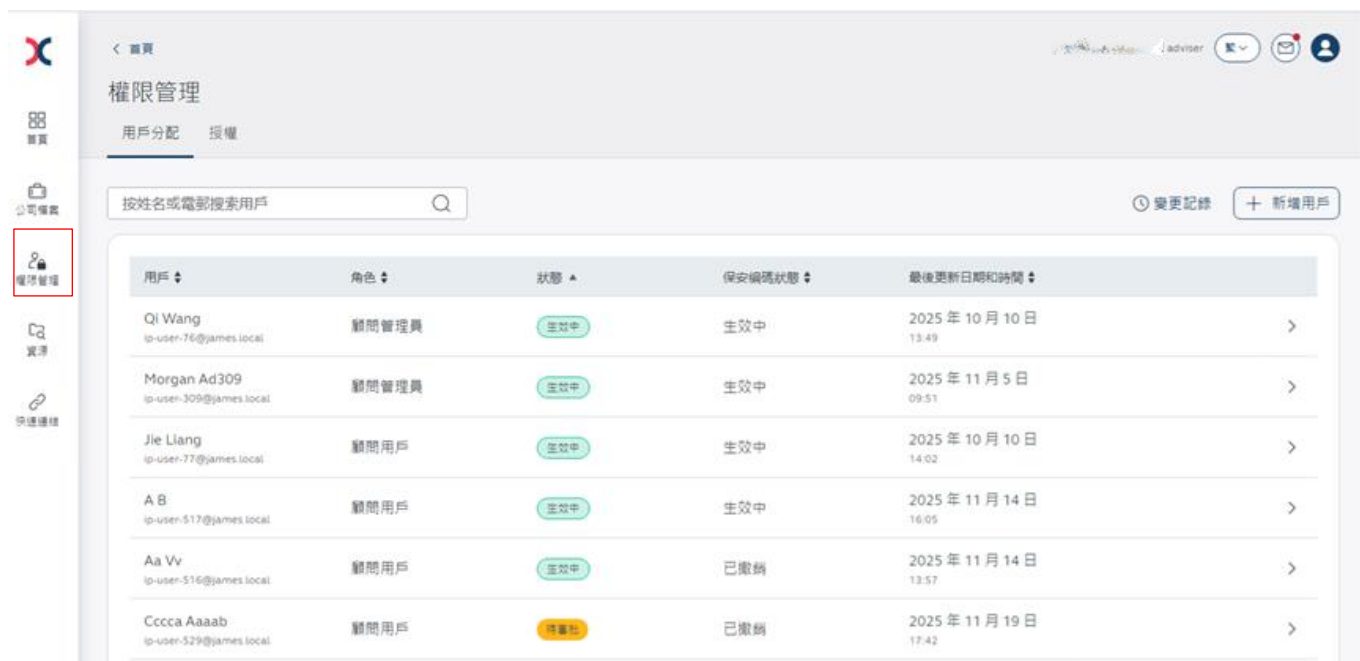 首頁
adviser 繁
權限管理
用戶分配 授權
首頁
公司檔案
權限管理
資源
快速連結
按姓名或電郵搜索用戶
變更記錄
新增用戶
用戶 角色 狀態 保安編碼狀態 最後更新日期和時間
Qi Wang 顧問管理員 生效中 生效中 2025 年 10 月 10 日
ip-user-76@james.local 13:49
Morgan Ad309 顧問管理員 生效中 生效中 2025 年 11 月 5 日
ip-user-309@james.local 09:51
Jie Liang 顧問用戶 生效中 生效中 2025 年 10 月 10 日
ip-user-77@james.local 14:02
A B 顧問用戶 生效中 生效中 2025 年 11 月 14 日
ip-user-517@james.local 16:05
Aa Vv 顧問用戶 生效中 已撤銷 2025 年 11 月 14 日
ip-user-516@james.local 13:57
Cccca Aaaab 顧問用戶 待審批 已撤銷 2025 年 11 月 19 日
ip-user-529@james.local 17:42